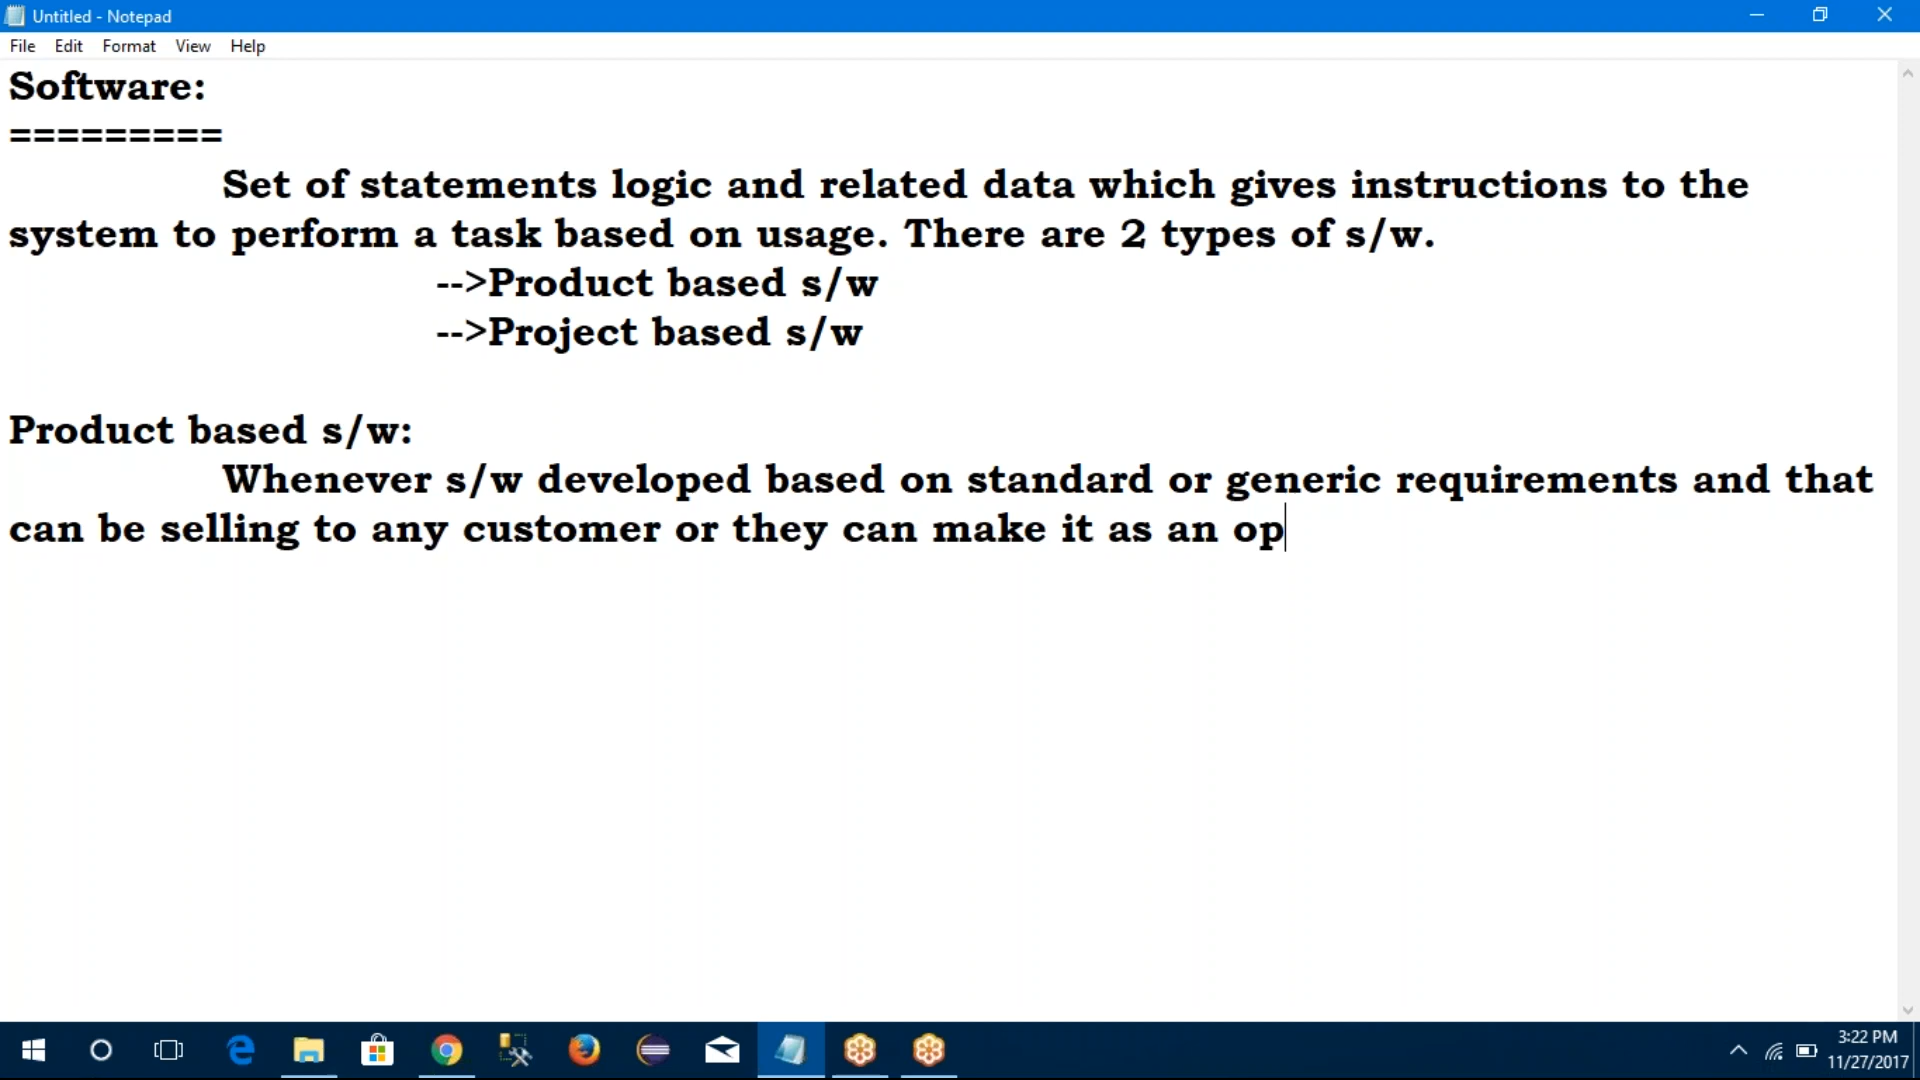 Untitled - Notepad
File Edit Format View Help
Software:
=========
Set of statements logic and related data which gives instructions to the
system to perform a task based on usage. There are 2 types of s/w.
-->Product based s/w
-->Project based s/w
Product based s/w:
Whenever s/w developed based on standard or generic requirements and that
can be selling to any customer or they can make it as an op
3:22 PM
11/27/2017